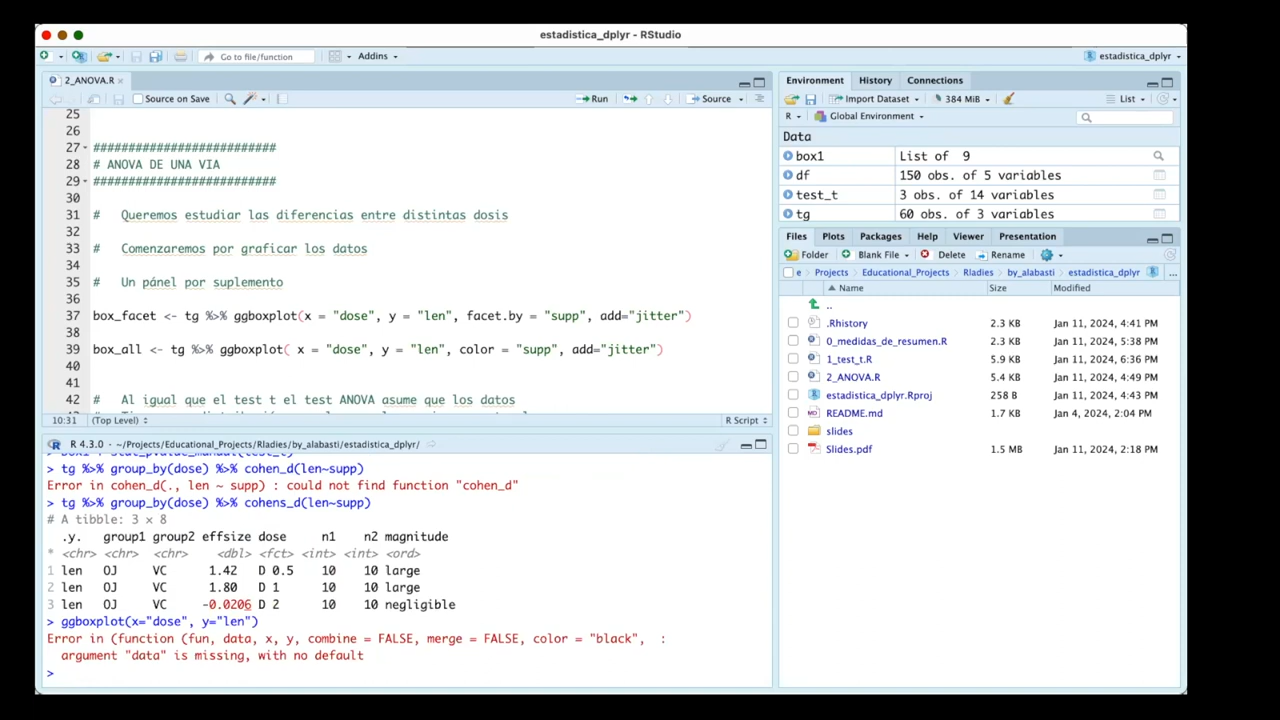 estadistica_dplyr - RStudio
Go to file/function
Addins
estadistica_dplyr
2_ANOVA.R
Source on Save
Run
Source
25
26
27 ##########################
28 # ANOVA DE UNA VIA
29 ##########################
30
31 #   Queremos estudiar las diferencias entre distintas dosis
32
33 #   Comenzaremos por graficar los datos
34
35 #   Un pánel por suplemento
36
37 box_facet <- tg %>% ggboxplot(x = "dose", y = "len", facet.by = "supp", add="jitter")
38
39 box_all <- tg %>% ggboxplot( x = "dose", y = "len", color = "supp", add="jitter")
40
41
42 #   Al igual que el test t el test ANOVA asume que los datos
10:31 (Top Level) R Script
R 4.3.0 · ~/Projects/Educational_Projects/Rladies/by_alabasti/estadistica_dplyr/
> tg %>% group_by(dose) %>% cohen_d(len~supp)
Error in cohen_d(., len ~ supp) : could not find function "cohen_d"
> tg %>% group_by(dose) %>% cohens_d(len~supp)
# A tibble: 3 × 8
.y. group1 group2 effsize dose n1 n2 magnitude
* <chr> <chr> <chr> <dbl> <fct> <int> <int> <ord>
1 len OJ VC 1.42 D 0.5 10 10 large
2 len OJ VC 1.80 D 1 10 10 large
3 len OJ VC -0.0206 D 2 10 10 negligible
> ggboxplot(x="dose", y="len")
Error in (function (fun, data, x, y, combine = FALSE, merge = FALSE, color = "black",  :
argument "data" is missing, with no default
>
Environment History Connections
Import Dataset 384 MiB List
R Global Environment
Data
box1 List of  9
df 150 obs. of 5 variables
test_t 3 obs. of 14 variables
tg 60 obs. of 3 variables
Files Plots Packages Help Viewer Presentation
Folder Blank File Delete Rename
e Projects Educational_Projects Rladies by_alabasti estadistica_dplyr ...
Name Size Modified
..
.Rhistory 2.3 KB Jan 11, 2024, 4:41 PM
0_medidas_de_resumen.R 2.3 KB Jan 11, 2024, 5:38 PM
1_test_t.R 5.9 KB Jan 11, 2024, 6:36 PM
2_ANOVA.R 5.4 KB Jan 11, 2024, 4:49 PM
estadistica_dplyr.Rproj 258 B Jan 11, 2024, 4:43 PM
README.md 1.7 KB Jan 4, 2024, 2:04 PM
slides
Slides.pdf 1.5 MB Jan 11, 2024, 2:18 PM